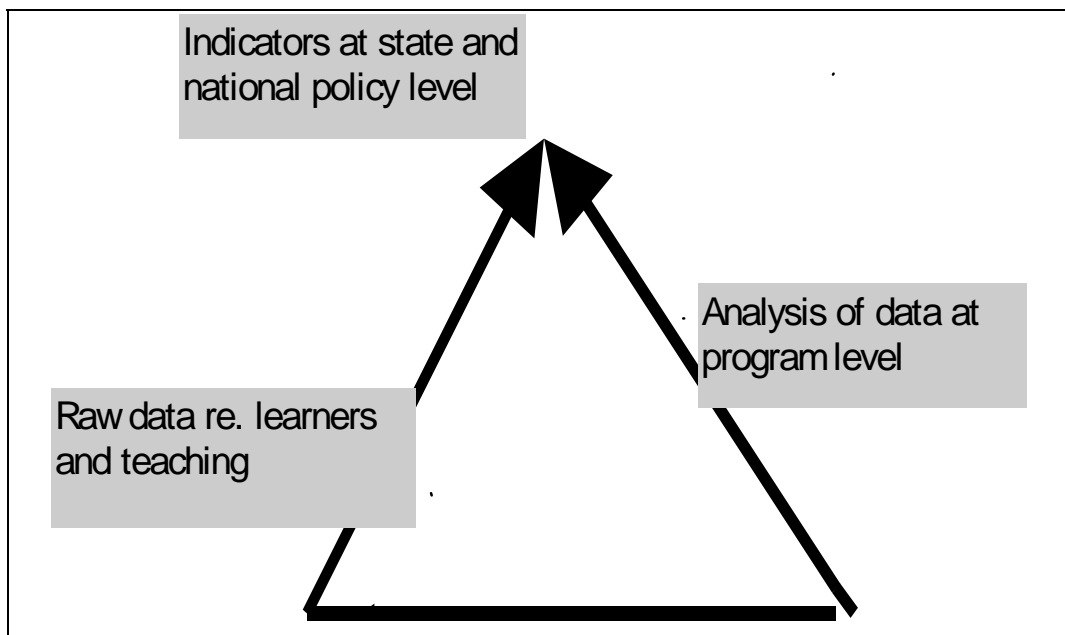 Indicators at state and
national policy level
Analysis of data at
program level
Raw data re. learners
and teaching